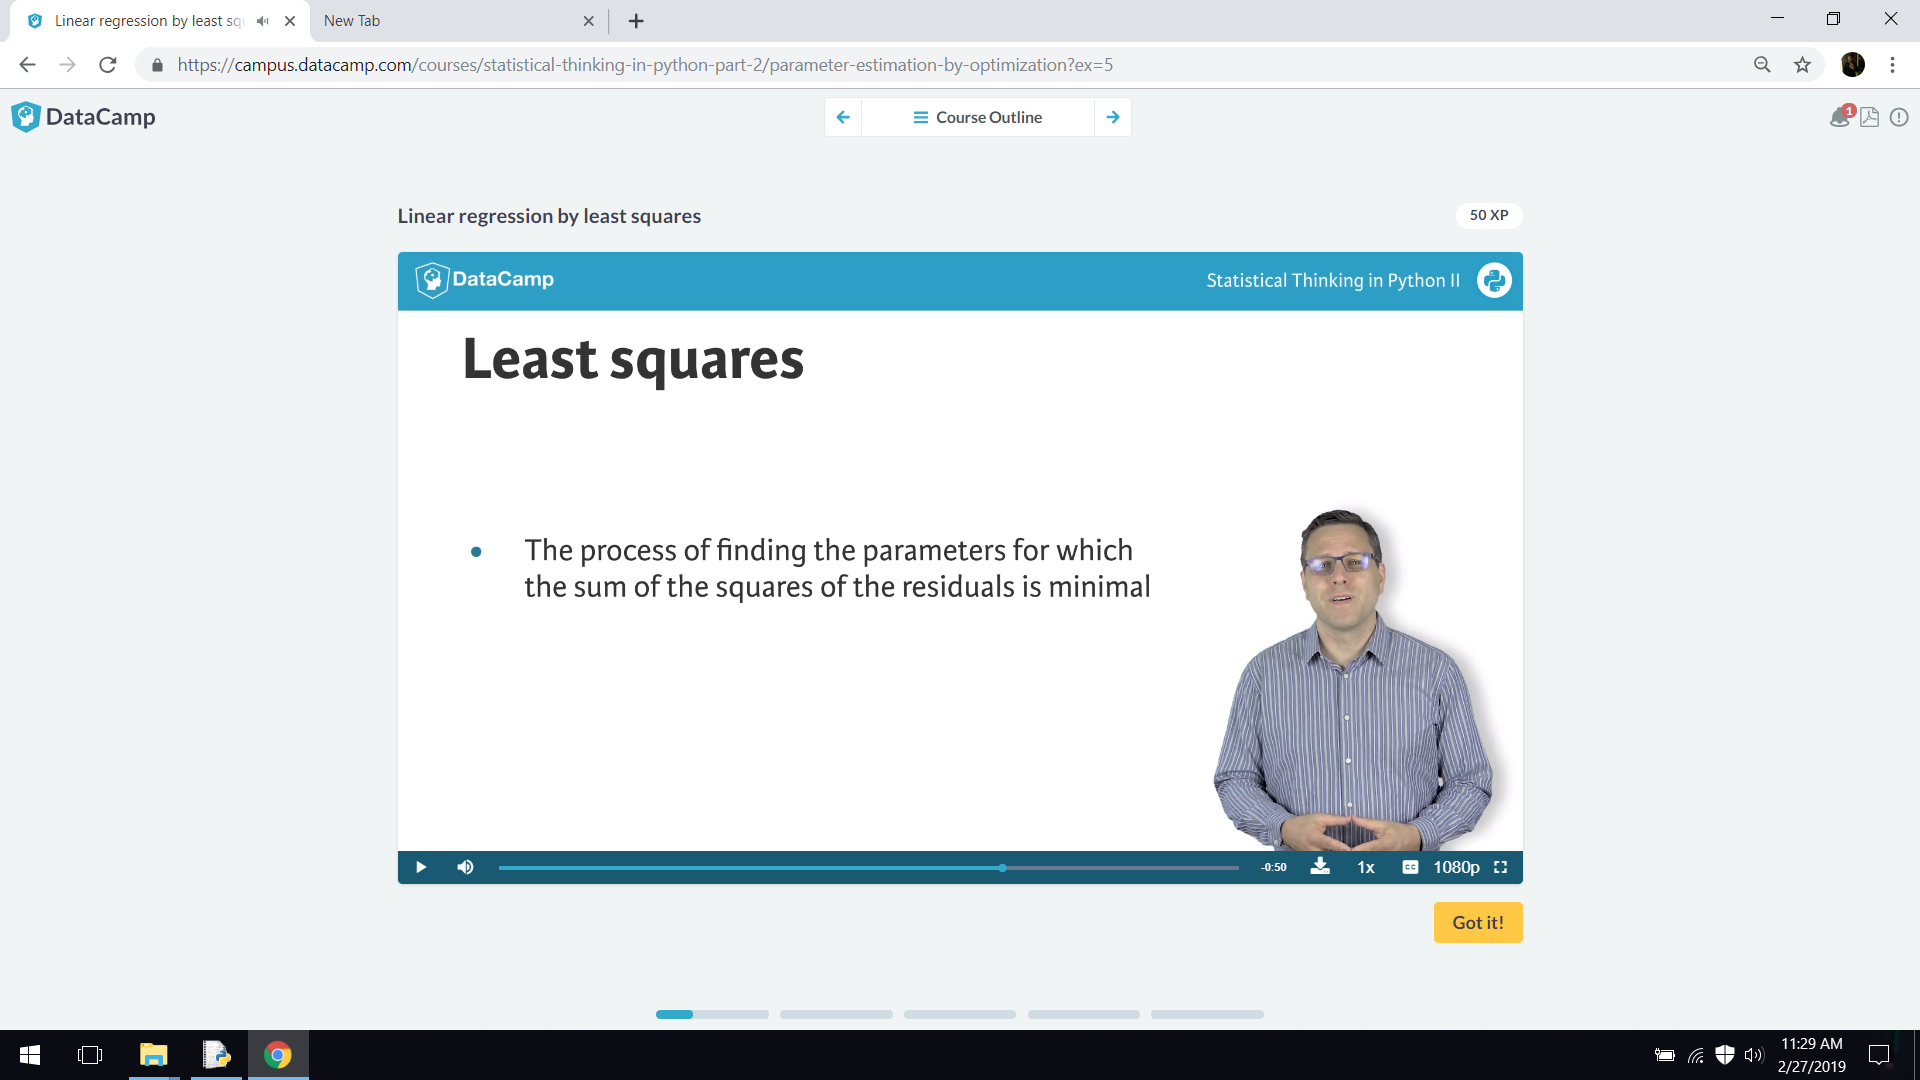 Linear regression by least squ
New Tab
https://campus.datacamp.com/courses/statistical-thinking-in-python-part-2/parameter-estimation-by-optimization?ex=5
DataCamp
Course Outline
1
Linear regression by least squares
50 XP
DataCamp
Statistical Thinking in Python II
Least squares
• The process of finding the parameters for which
the sum of the squares of the residuals is minimal
-0:50
1x
CC
1080p
Got it!
11:29 AM
2/27/2019